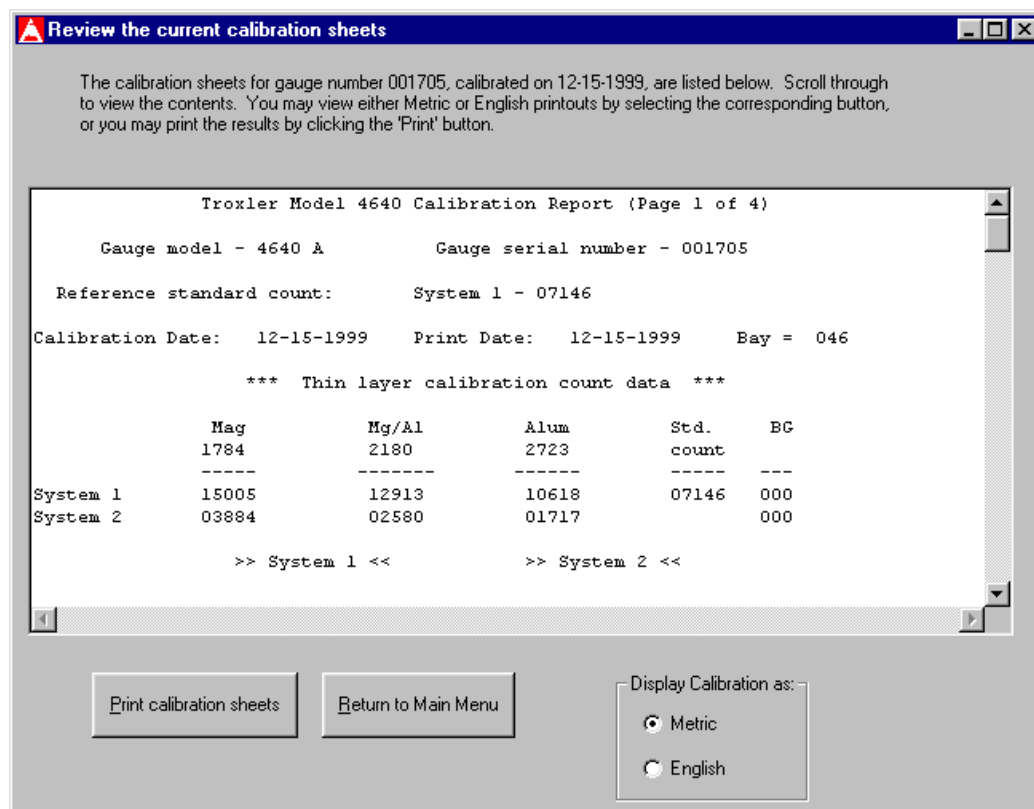 Review the current calibration sheets
The calibration sheets for gauge number 001705, calibrated on 12-15-1999, are listed below. Scroll through
to view the contents. You may view either Metric or English printouts by selecting the corresponding button,
or you may print the results by clicking the 'Print' button.
Troxler Model 4640 Calibration Report (Page 1 of 4)
Gauge model - 4640 A Gauge serial number - 001705
Reference standard count: System 1 - 07146
Calibration Date: 12-15-1999 Print Date: 12-15-1999 Bay = 046
*** Thin layer calibration count data ***
Mag Mg/Al Alum Std. BG
1784 2180 2723 count
----- ------- ------ ----- ---
System 1 15005 12913 10618 07146 000
System 2 03884 02580 01717 000
>> System 1 << >> System 2 <<
Print calibration sheets
Return to Main Menu
Display Calibration as:
Metric
English